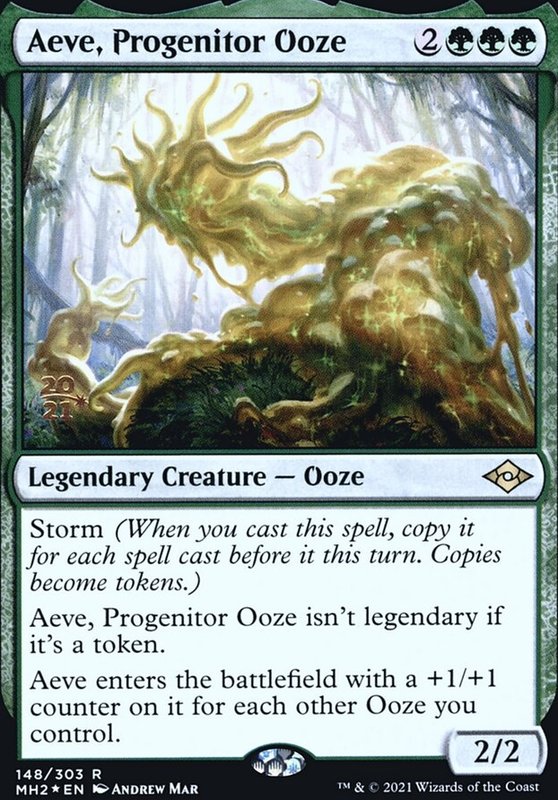 Aeve, Progenitor Ooze 2
20
21
Legendary Creature — Ooze
Storm (When you cast this spell, copy it
for each spell cast before it this turn. Copies
become tokens.)
Aeve, Progenitor Ooze isn't legendary if
it's a token.
Aeve enters the battlefield with a +1/+1
counter on it for each other Ooze you
control.
2/2
148/303 R
MH2★EN Andrew Mar
™ & © 2021 Wizards of the Coast